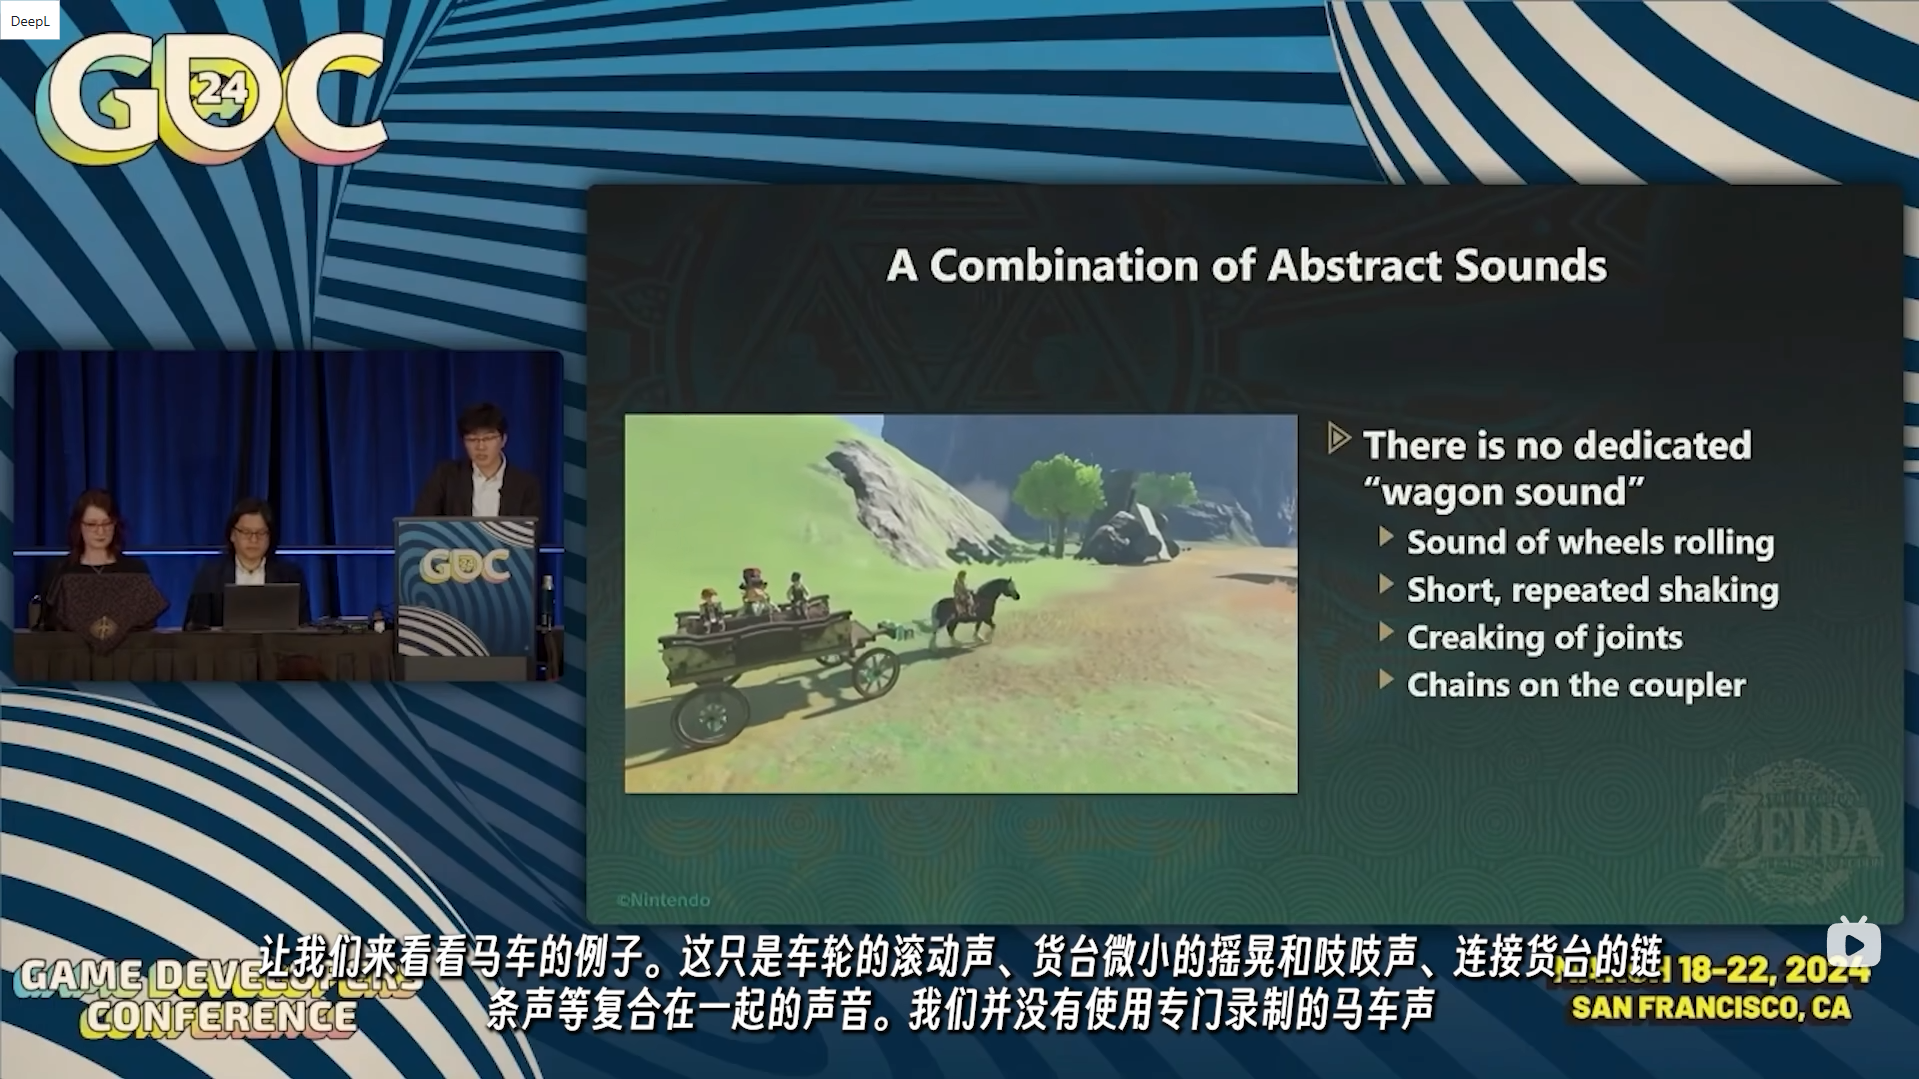 DeepL
GDC
24
A Combination of Abstract Sounds
There is no dedicated
“wagon sound”
Sound of wheels rolling
Short, repeated shaking
Creaking of joints
Chains on the coupler
GDC
ZELDA
©Nintendo
让我们来看看马车的例子。这只是车轮的滚动声、货台微小的摇晃和吱吱声、连接货台的链
条声等复合在一起的声音。我们并没有使用专门录制的马车声
GAME DEVELOPERS
CONFERENCE
MARCH 18-22, 2024
SAN FRANCISCO, CA